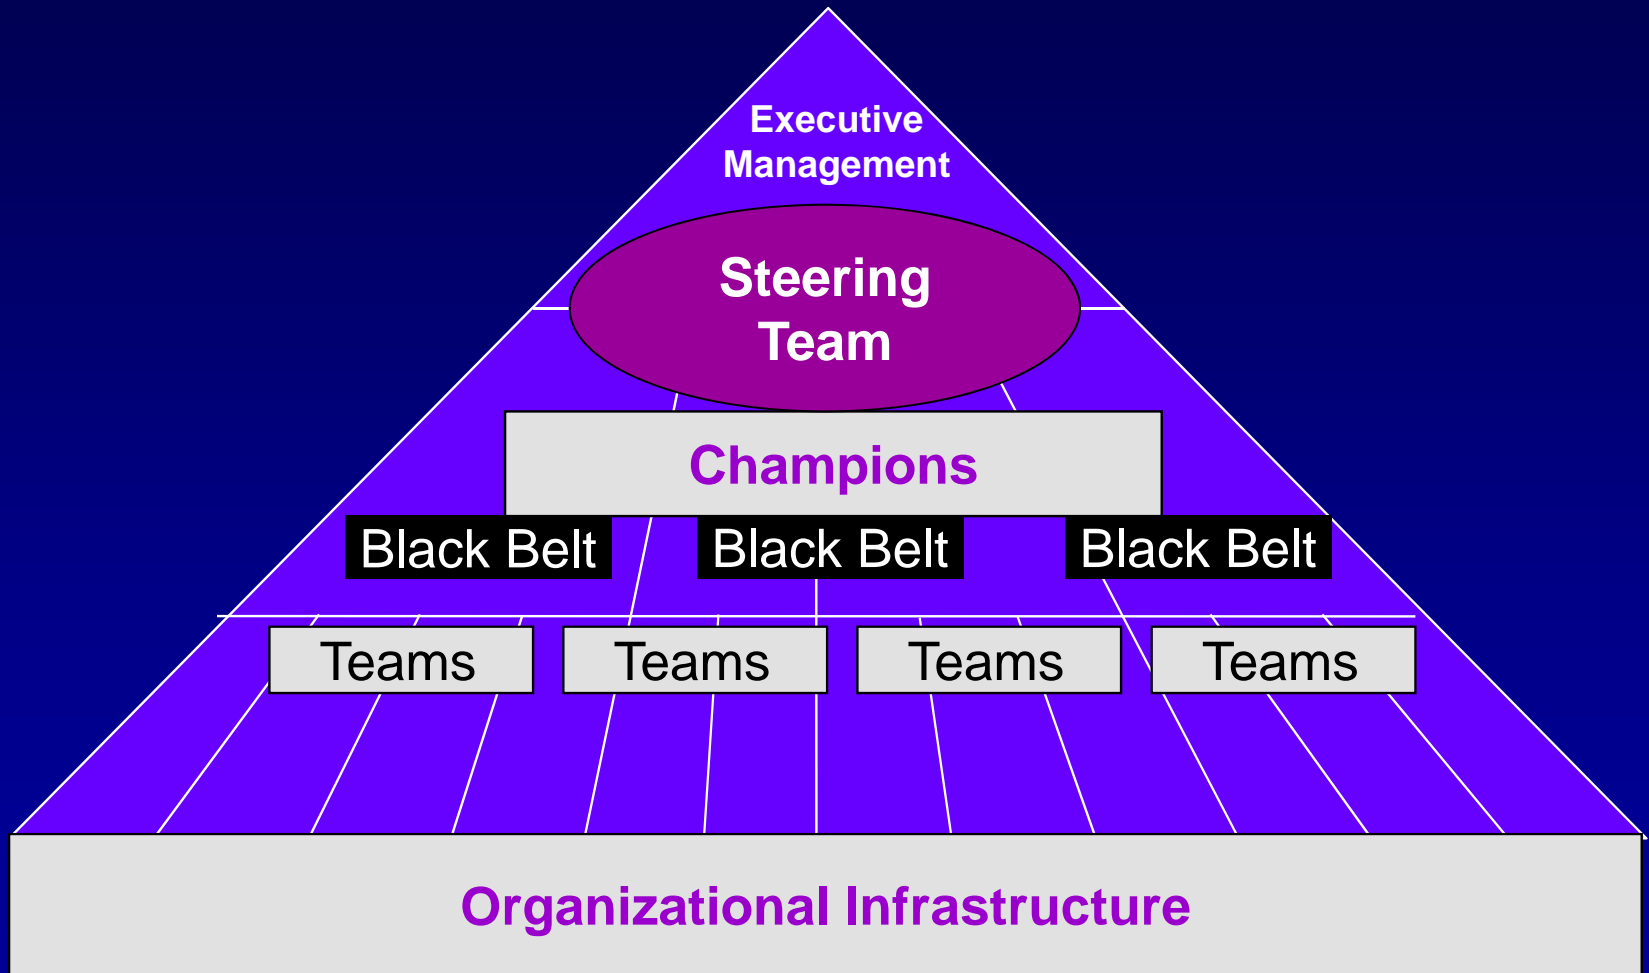 Executive
Management
Steering
Team
Champions
Black Belt Black Belt Black Belt
Teams Teams Teams Teams
Organizational Infrastructure